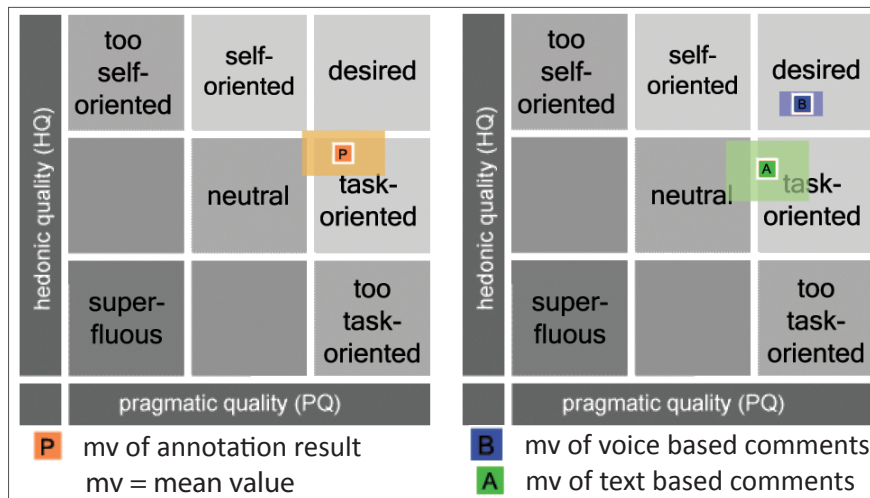 too
self-
oriented
self-
oriented
desired
P
neutral
task-
oriented
super-
fluous
too
task-
oriented
hedonic quality (HQ)
pragmatic quality (PQ)
P mv of annotation result
mv = mean value
too
self-
oriented
self-
oriented
desired
B
A
neutral
task-
oriented
super-
fluous
too
task-
oriented
hedonic quality (HQ)
pragmatic quality (PQ)
B mv of voice based comments
A mv of text based comments